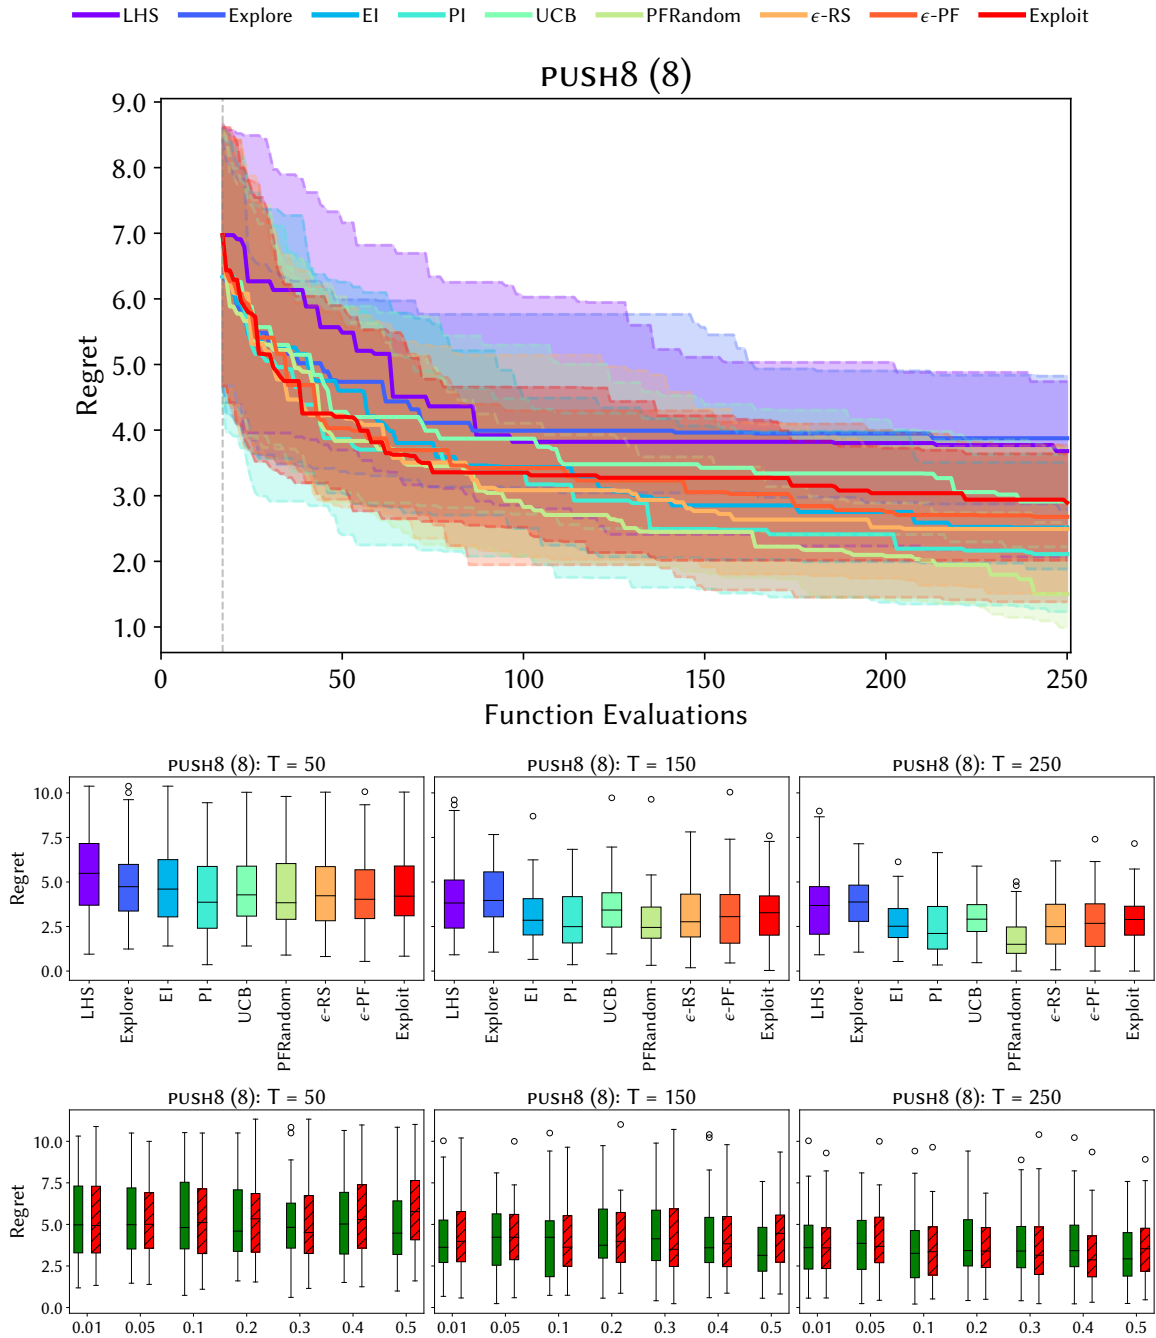 LHS Explore EI PI UCB PFRandom ϵ-RS ϵ-PF Exploit
PUSH8 (8)
9.0
8.0
7.0
6.0
5.0
4.0
3.0
2.0
1.0
Regret
0 50 100 150 200 250
Function Evaluations
PUSH8 (8): T = 50 PUSH8 (8): T = 150 PUSH8 (8): T = 250
10.0
7.5
5.0
2.5
0.0
Regret
LHS Explore EI PI UCB PFRandom ϵ-RS ϵ-PF Exploit LHS Explore EI PI UCB PFRandom ϵ-RS ϵ-PF Exploit LHS Explore EI PI UCB PFRandom ϵ-RS ϵ-PF Exploit
PUSH8 (8): T = 50 PUSH8 (8): T = 150 PUSH8 (8): T = 250
10.0
7.5
5.0
2.5
0.0
Regret
0.01 0.05 0.1 0.2 0.3 0.4 0.5 0.01 0.05 0.1 0.2 0.3 0.4 0.5 0.01 0.05 0.1 0.2 0.3 0.4 0.5